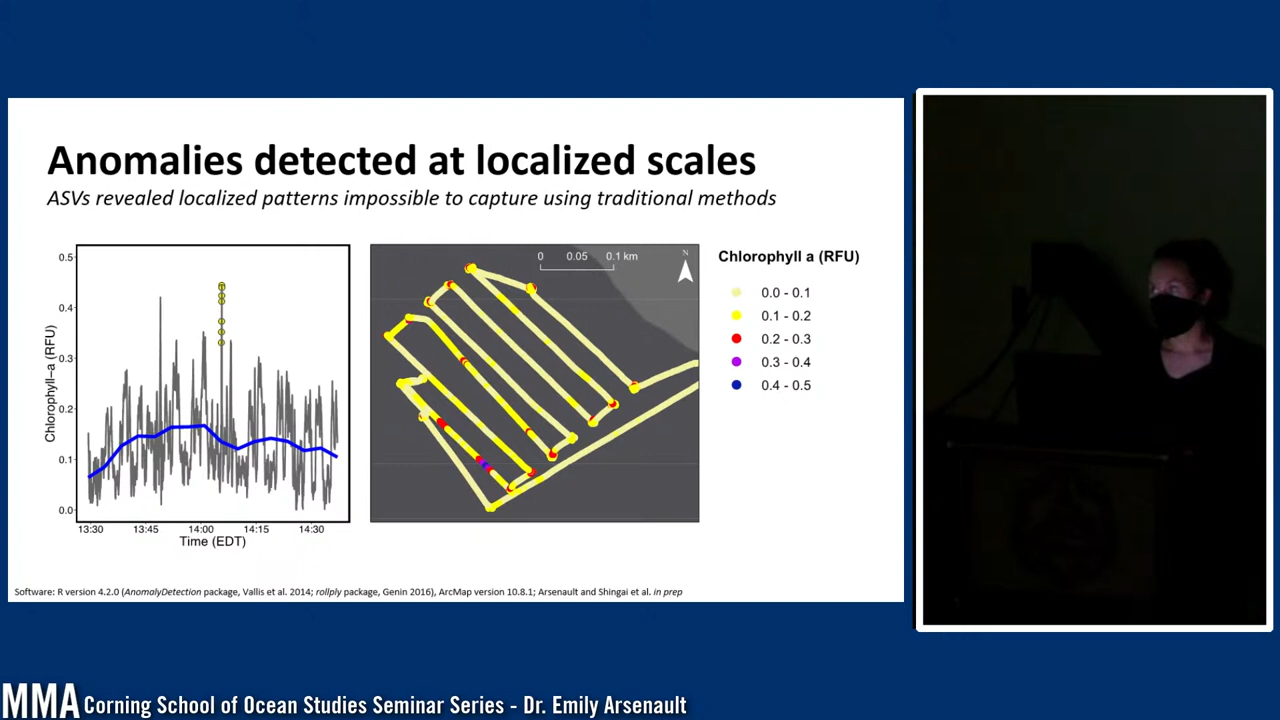 Anomalies detected at localized scales
ASVs revealed localized patterns impossible to capture using traditional methods
0.5
0.4
0.3
0.2
0.1
0.0
Chlorophyll-a (RFU)
13:30 13:45 14:00 14:15 14:30
Time (EDT)
0 0.05 0.1 km
N
Chlorophyll a (RFU)
0.0 - 0.1
0.1 - 0.2
0.2 - 0.3
0.3 - 0.4
0.4 - 0.5
Software: R version 4.2.0 (AnomalyDetection package, Vallis et al. 2014; rollply package, Genin 2016), ArcMap version 10.8.1; Arsenault and Shingai et al. in prep
MMA Corning School of Ocean Studies Seminar Series - Dr. Emily Arsenault